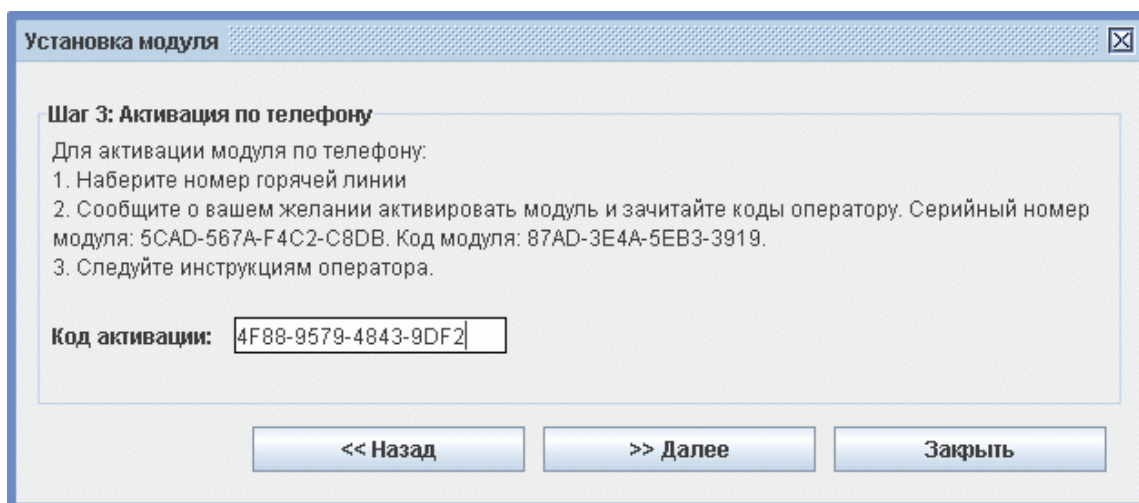 Установка модуля
Шаг 3: Активация по телефону
Для активации модуля по телефону:
1. Наберите номер горячей линии
2. Сообщите о вашем желании активировать модуль и зачитайте коды оператору. Серийный номер
модуля: 5CAD-567A-F4C2-C8DB. Код модуля: 87AD-3E4A-5EB3-3919.
3. Следуйте инструкциям оператора.
Код активации: 4F88-9579-4843-9DF2
<< Назад >> Далее Закрыть